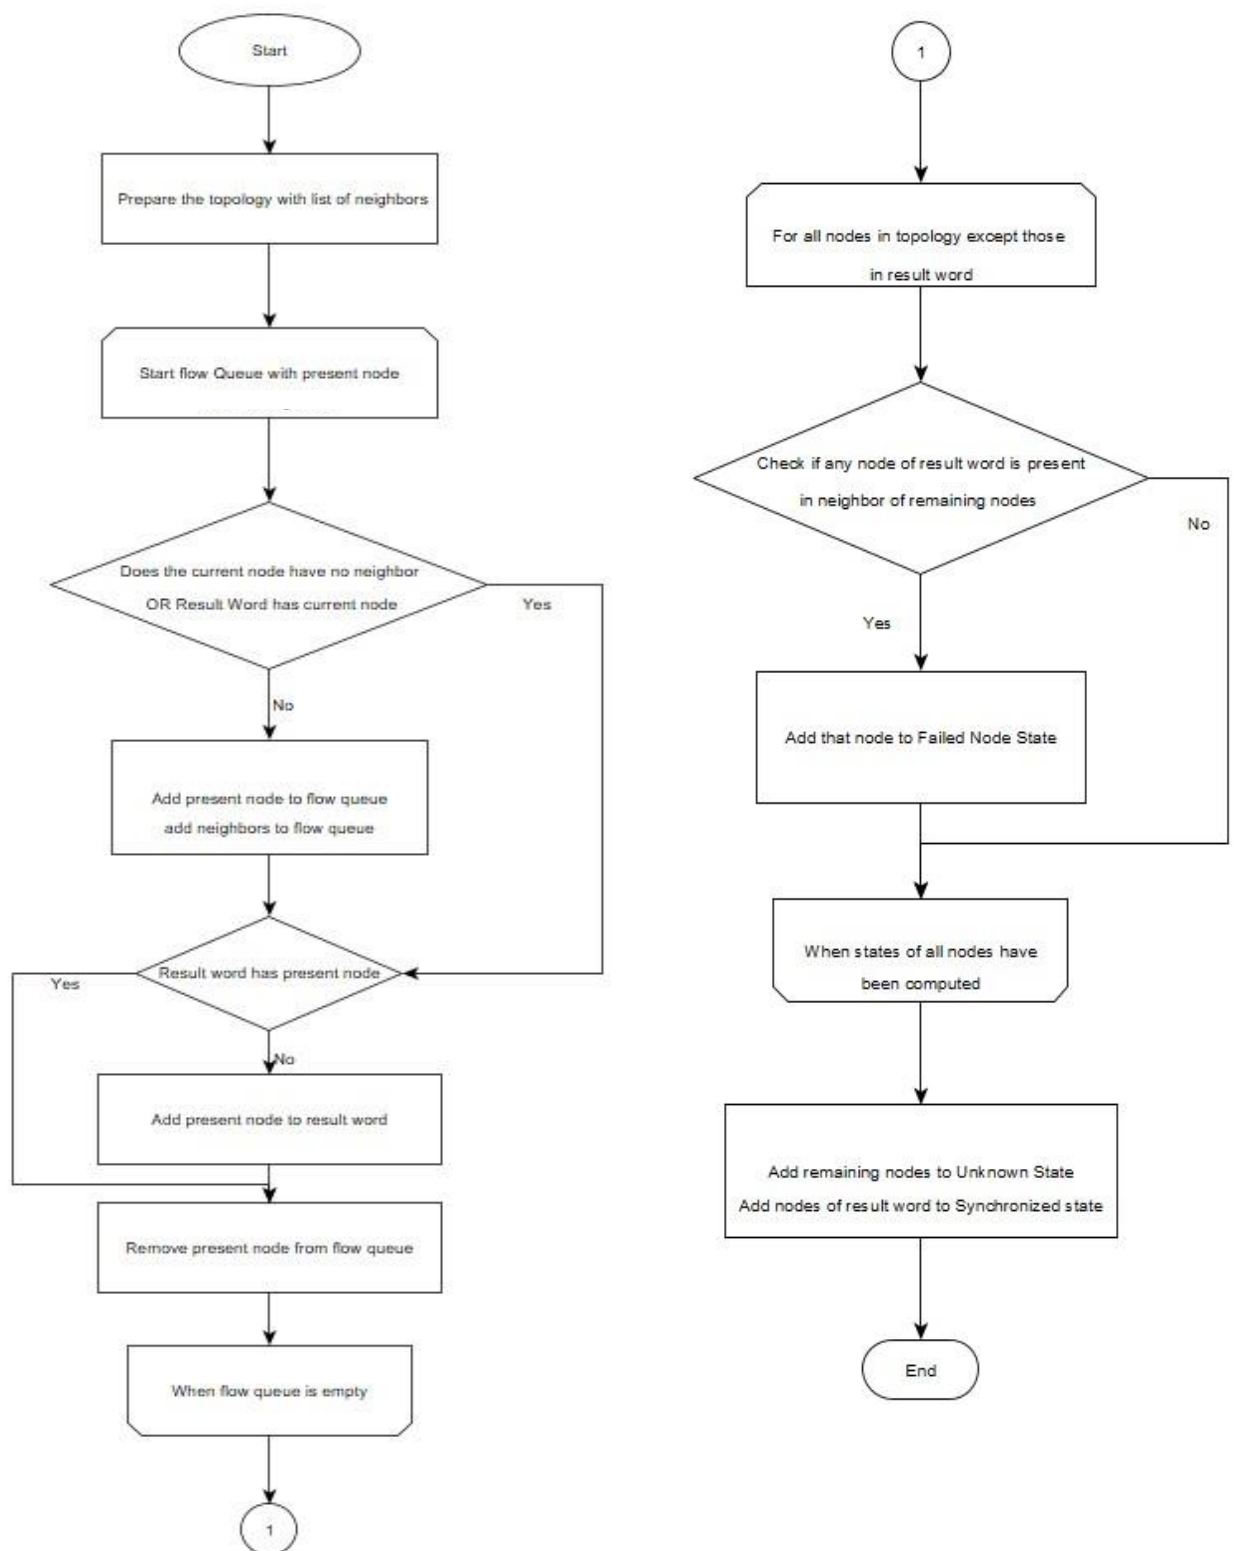 Start
Prepare the topology with list of neighbors
Start flow Queue with present node
Does the current node have no neighbor
OR Result Word has current node
Yes
No
Add present node to flow queue
add neighbors to flow queue
Result word has present node
Yes
No
Add present node to result word
Remove present node from flow queue
When flow queue is empty
1
1
For all nodes in topology except those
in result word
Check if any node of result word is present
in neighbor of remaining nodes
No
Yes
Add that node to Failed Node State
When states of all nodes have
been computed
Add remaining nodes to Unknown State
Add nodes of result word to Synchronized state
End